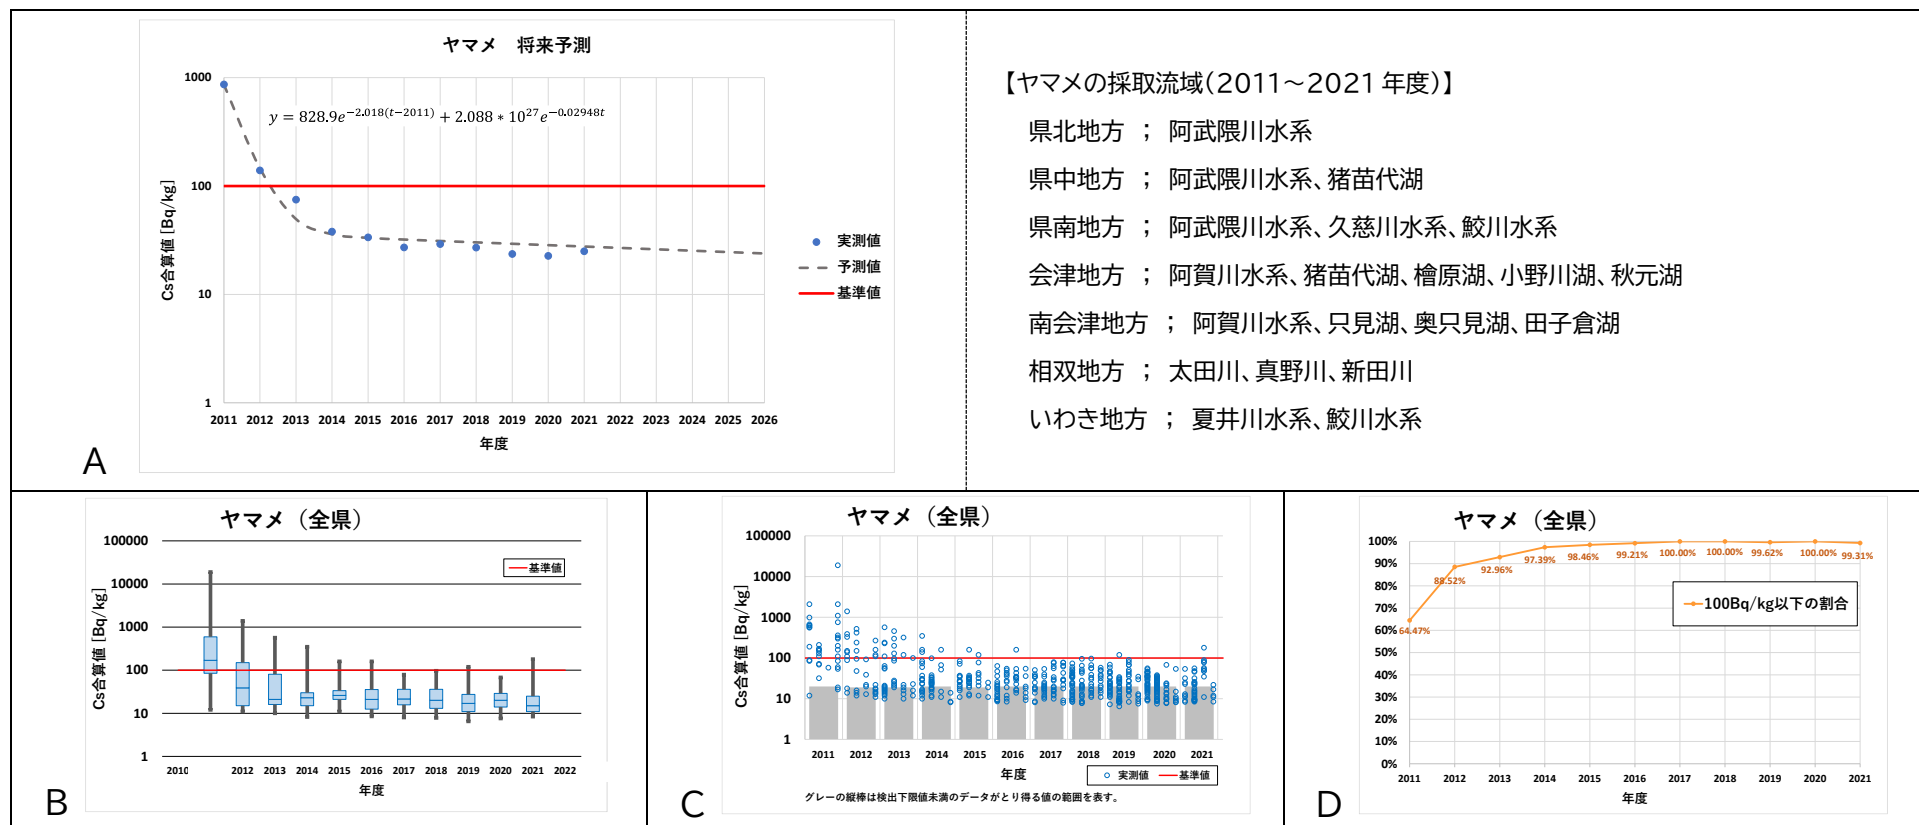 ヤマメ 将来予測
1000
100
10
1
Cs合算値 [Bq/kg]
y = 828.9e^{−2.018(t−2011)} + 2.088 * 10^{27}e^{−0.02948t}
実測値
予測値
基準値
2011 2012 2013 2014 2015 2016 2017 2018 2019 2020 2021 2022 2023 2024 2025 2026
年度
A
【ヤマメの採取流域(2011～2021年度)】
県北地方 ； 阿武隈川水系
県中地方 ； 阿武隈川水系、猪苗代湖
県南地方 ； 阿武隈川水系、久慈川水系、鮫川水系
会津地方 ； 阿賀川水系、猪苗代湖、檜原湖、小野川湖、秋元湖
南会津地方 ； 阿賀川水系、只見湖、奥只見湖、田子倉湖
相双地方 ； 太田川、真野川、新田川
いわき地方 ； 夏井川水系、鮫川水系
ヤマメ（全県）
100000
10000
1000
100
10
1
Cs合算値 [Bq/kg]
基準値
2010 2012 2013 2014 2015 2016 2017 2018 2019 2020 2021 2022
年度
B
ヤマメ（全県）
100000
10000
1000
100
10
1
Cs合算値 [Bq/kg]
2011 2012 2013 2014 2015 2016 2017 2018 2019 2020 2021
年度
実測値 基準値
グレーの縦棒は検出下限値未満のデータがとり得る値の範囲を表す。
C
ヤマメ（全県）
100%
90%
80%
70%
60%
50%
40%
30%
20%
10%
0%
64.47% 88.52% 92.96% 97.39% 98.46% 99.21% 100.00% 100.00% 99.62% 100.00% 99.31%
100Bq/kg以下の割合
2011 2012 2013 2014 2015 2016 2017 2018 2019 2020 2021
年度
D